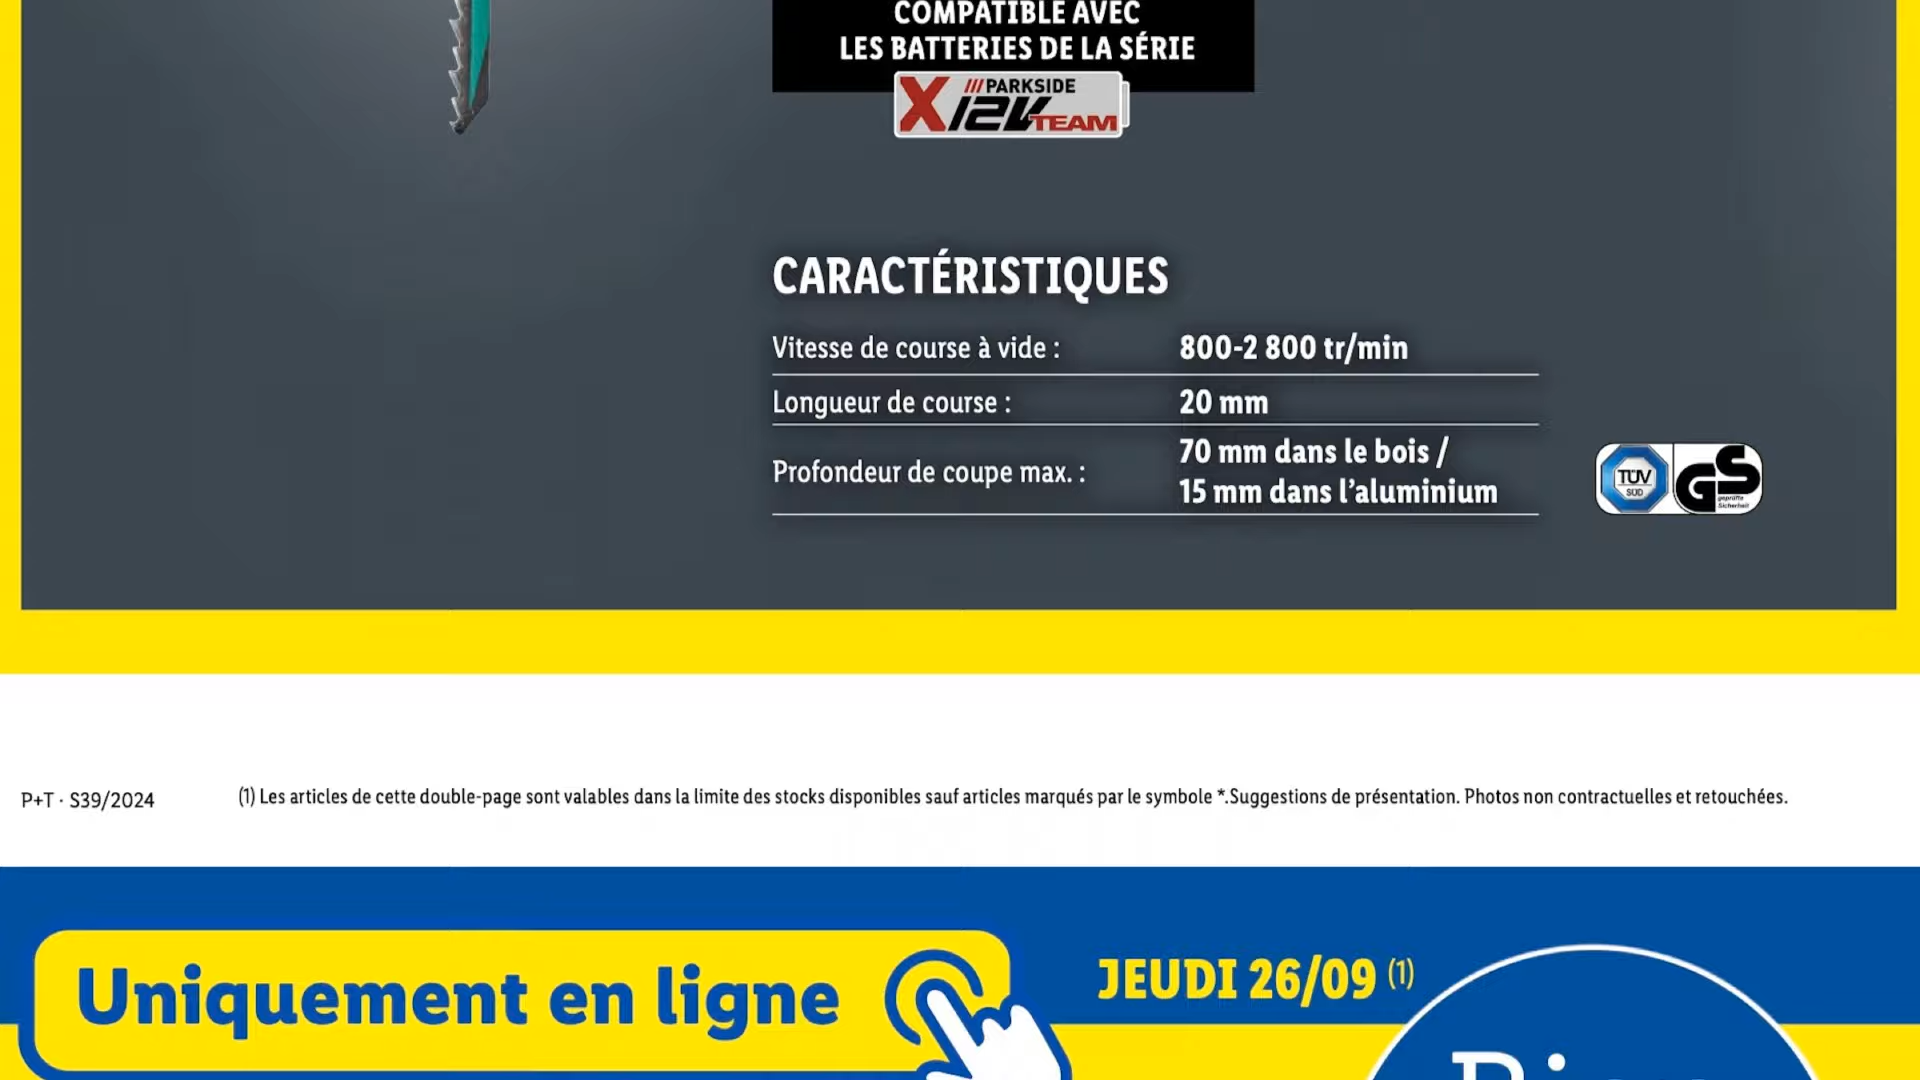 COMPATIBLE AVEC
LES BATTERIES DE LA SÉRIE
X PARKSIDE
12V TEAM
CARACTÉRISTIQUES
Vitesse de course à vide : 800-2 800 tr/min
Longueur de course : 20 mm
Profondeur de coupe max. : 70 mm dans le bois /
15 mm dans l’aluminium
TÜV
SÜD
GS
geprüfte
Sicherheit
P+T · S39/2024
(1) Les articles de cette double-page sont valables dans la limite des stocks disponibles sauf articles marqués par le symbole *.Suggestions de présentation. Photos non contractuelles et retouchées.
Uniquement en ligne
JEUDI 26/09 (1)